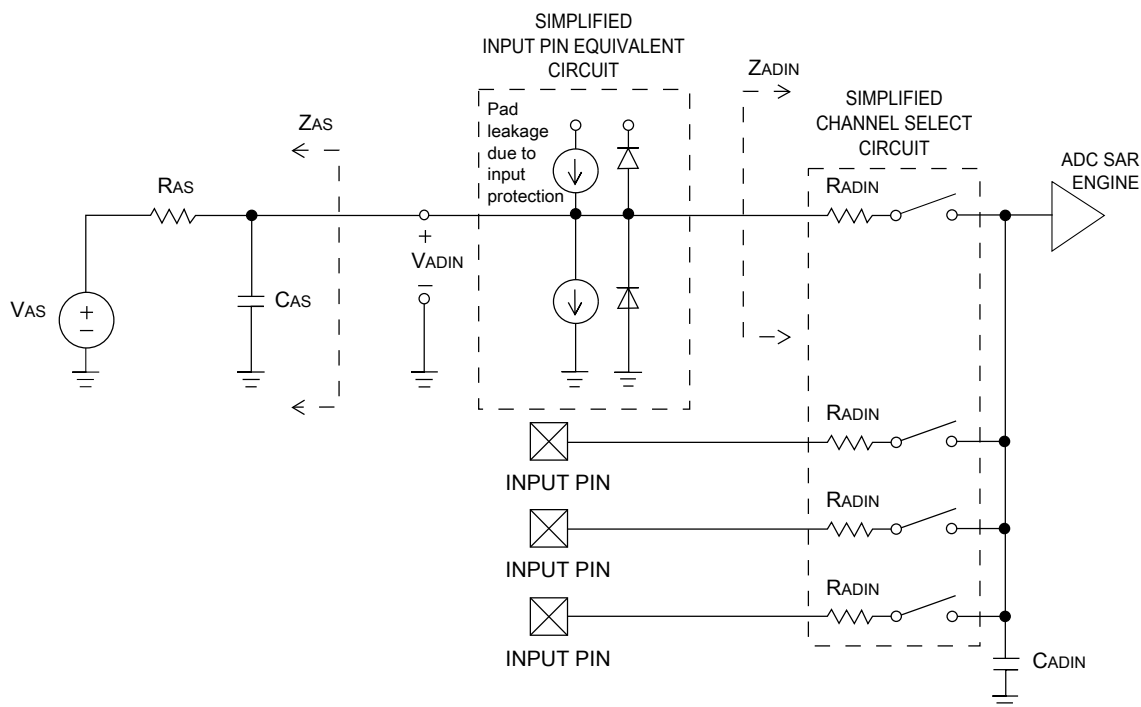 SIMPLIFIED
INPUT PIN EQUIVALENT
CIRCUIT
ZADIN
SIMPLIFIED
CHANNEL SELECT
CIRCUIT
ADC SAR
ENGINE
Pad
leakage
due to
input
protection
ZAS
RAS
RADIN
+
VADIN
–
VAS
+
–
CAS
RADIN
INPUT PIN
RADIN
INPUT PIN
RADIN
INPUT PIN
CADIN